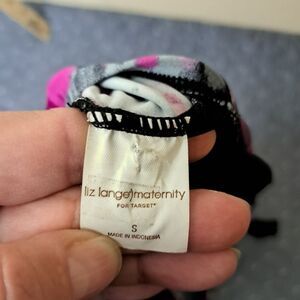 liz lange)maternity
FOR TARGET®
S
MADE IN INDONESIA